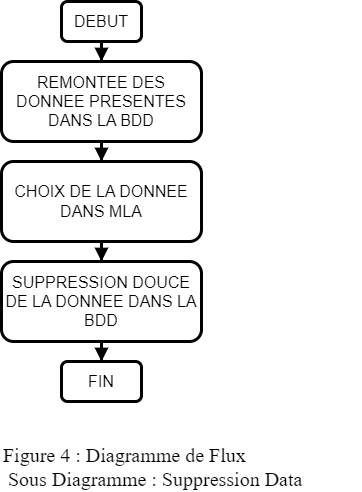 DEBUT
REMONTEE DES
DONNEE PRESENTES
DANS LA BDD
CHOIX DE LA DONNEE
DANS MLA
SUPPRESSION DOUCE
DE LA DONNEE DANS LA
BDD
FIN
Figure 4 : Diagramme de Flux
Sous Diagramme : Suppression Data